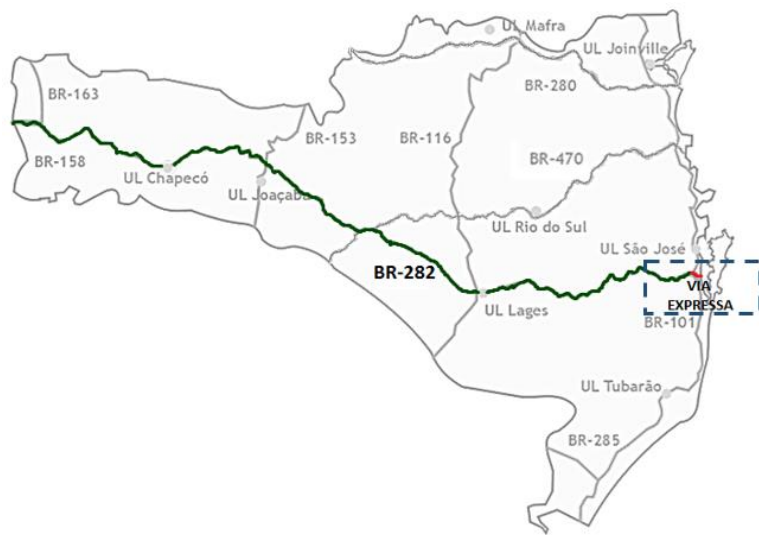 UL Mafra
UL Joinville
BR-163
BR-280
BR-153
BR-116
BR-158
BR-470
UL Chapecó
UL Joaçaba
UL Rio do Sul
UL São José
BR-282
VIA
EXPRESSA
UL Lages
BR-101
UL Tubarão
BR-285